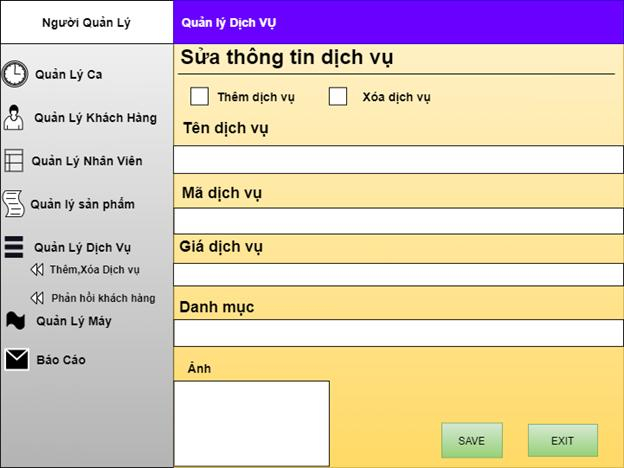 Người Quản Lý
Quản lý Dịch VỤ
Quản Lý Ca
Quản Lý Khách Hàng
Quản Lý Nhân Viên
Quản lý sản phẩm
Quản Lý Dịch Vụ
Thêm,Xóa Dịch vụ
Phản hồi khách hàng
Quản Lý Máy
Báo Cáo
Sửa thông tin dịch vụ
Thêm dịch vụ
Xóa dịch vụ
Tên dịch vụ
Mã dịch vụ
Giá dịch vụ
Danh mục
Ảnh
SAVE
EXIT